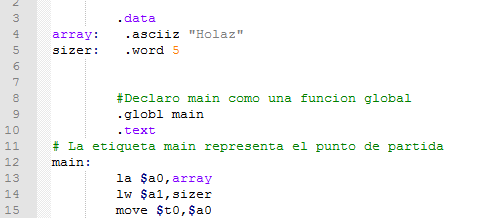 2
3 .data
4 array: .asciiz "Holaz"
5 sizer: .word 5
6
7
8 #Declaro main como una funcion global
9 .globl main
10 .text
11 # La etiqueta main representa el punto de partida
12 main:
13 la $a0,array
14 lw $a1,sizer
15 move $t0,$a0